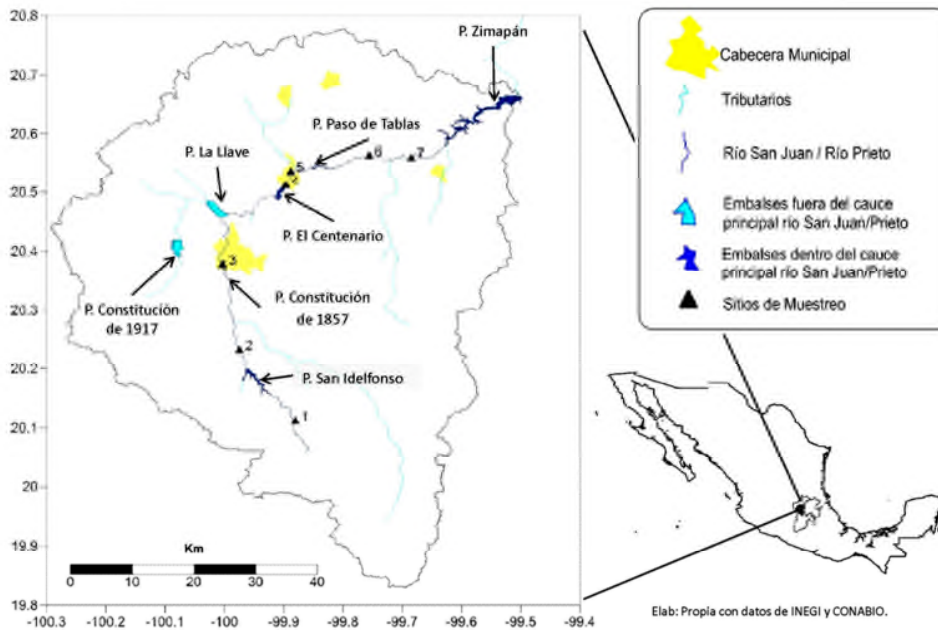 20.8
20.7
20.6
20.5
20.4
20.3
20.2
20.1
20
19.9
19.8
-100.3 -100.2 -100.1 -100 -99.9 -99.8 -99.7 -99.6 -99.5 -99.4
P. Zimapán
P. Paso de Tablas
P. La Llave
6
7
5
4
P. El Centenario
3
P. Constitución
de 1917
P. Constitución
de 1857
2
P. San Idelfonso
1
Km
0 10 20 30 40
Cabecera Municipal
Tributarios
Río San Juan / Río Prieto
Embalses fuera del cauce
principal río San Juan/Prieto
Embalses dentro del cauce
principal río San Juan/Prieto
Sitios de Muestreo
Elab: Propia con datos de INEGI y CONABIO.